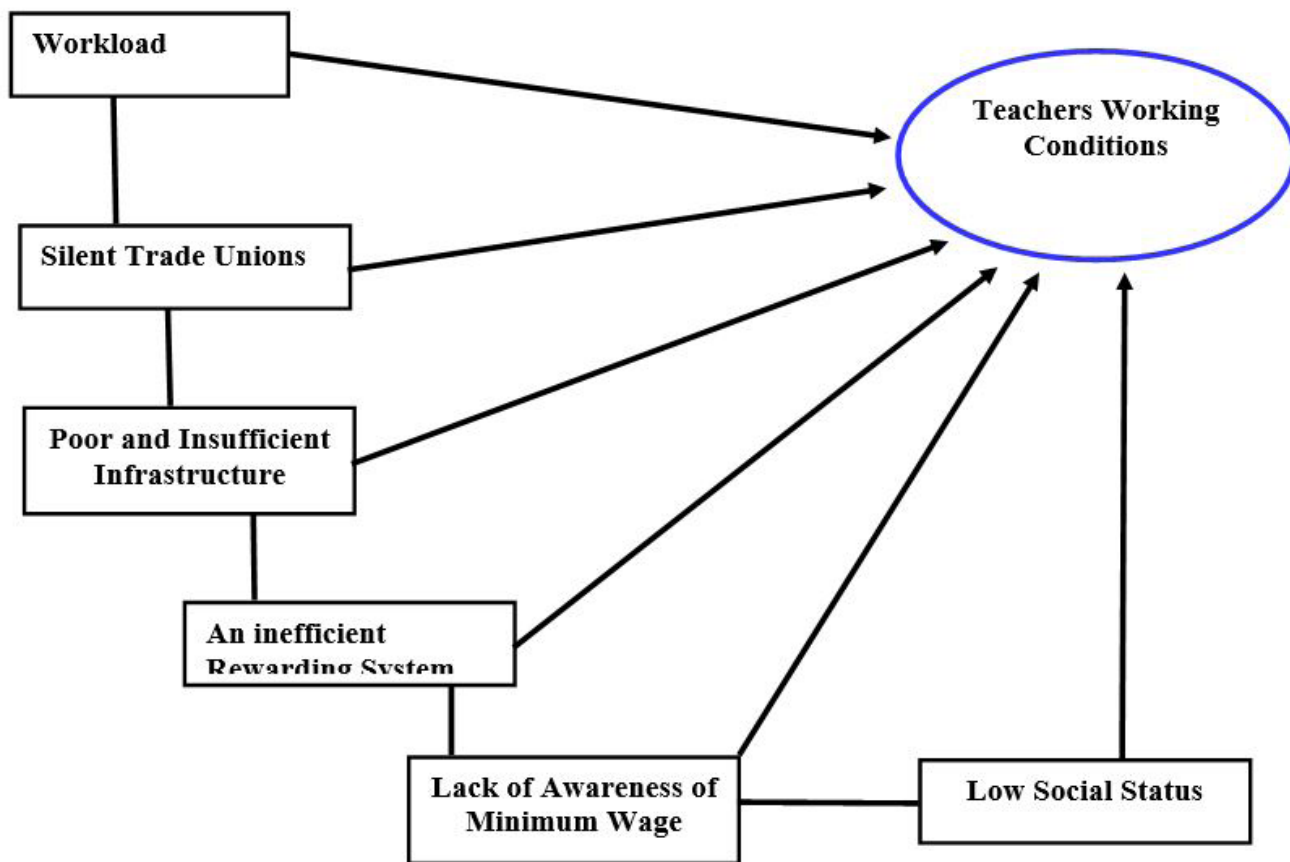 Workload
Teachers Working
Conditions
Silent Trade Unions
Poor and Insufficient
Infrastructure
An inefficient
Rewarding System
Lack of Awareness of
Minimum Wage
Low Social Status